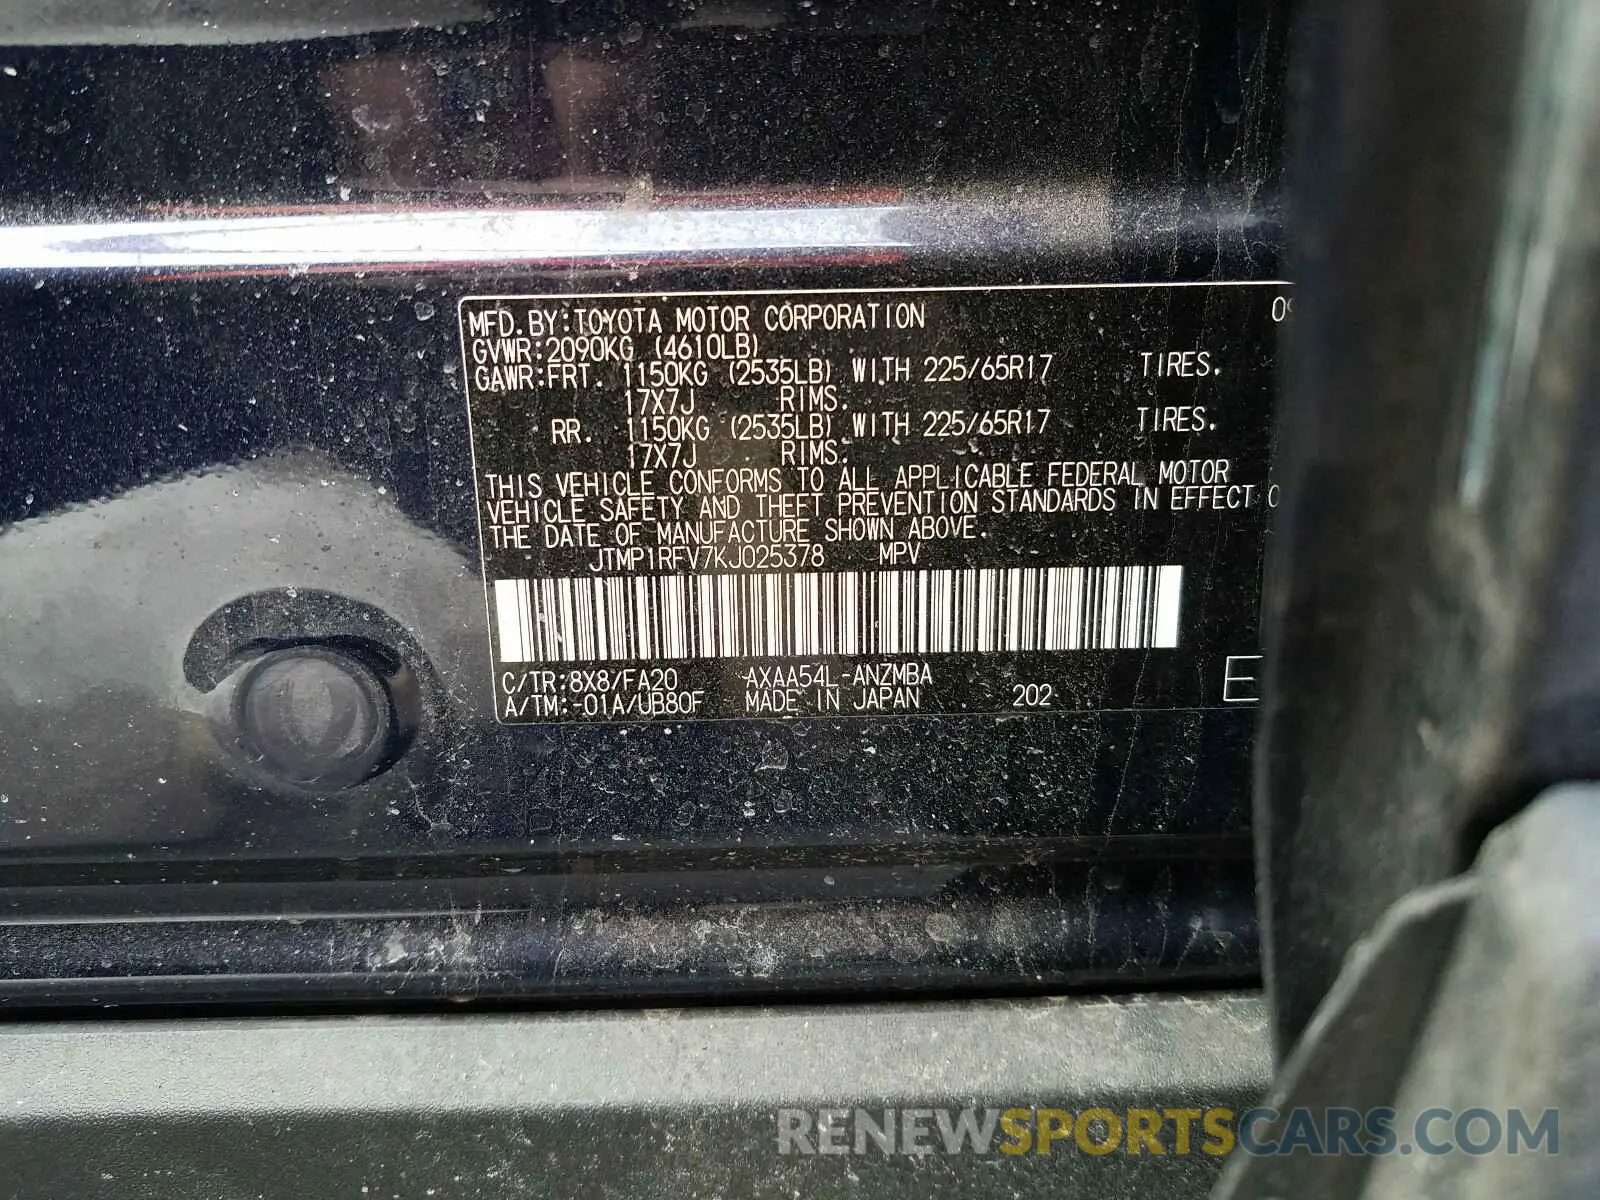 MFD. BY:TOYOTA MOTOR CORPORATION
GVWR:2090KG (4610LB)
GAWR:FRT. 1150KG (2535LB) WITH 225/65R17 TIRES.
17X7J RIMS.
RR. 1150KG (2535LB) WITH 225/65R17 TIRES.
17X7J RIMS.
THIS VEHICLE CONFORMS TO ALL APPLICABLE FEDERAL MOTOR
VEHICLE SAFETY AND THEFT PREVENTION STANDARDS IN EFFECT
THE DATE OF MANUFACTURE SHOWN ABOVE.
JTMP1RFV7KJ025378 MPV
C/TR:8X8/FA20 AXAA54L-ANZMBA
A/TM:-01A/UB80F MADE IN JAPAN 202
RENEWSPORTSCARS.COM